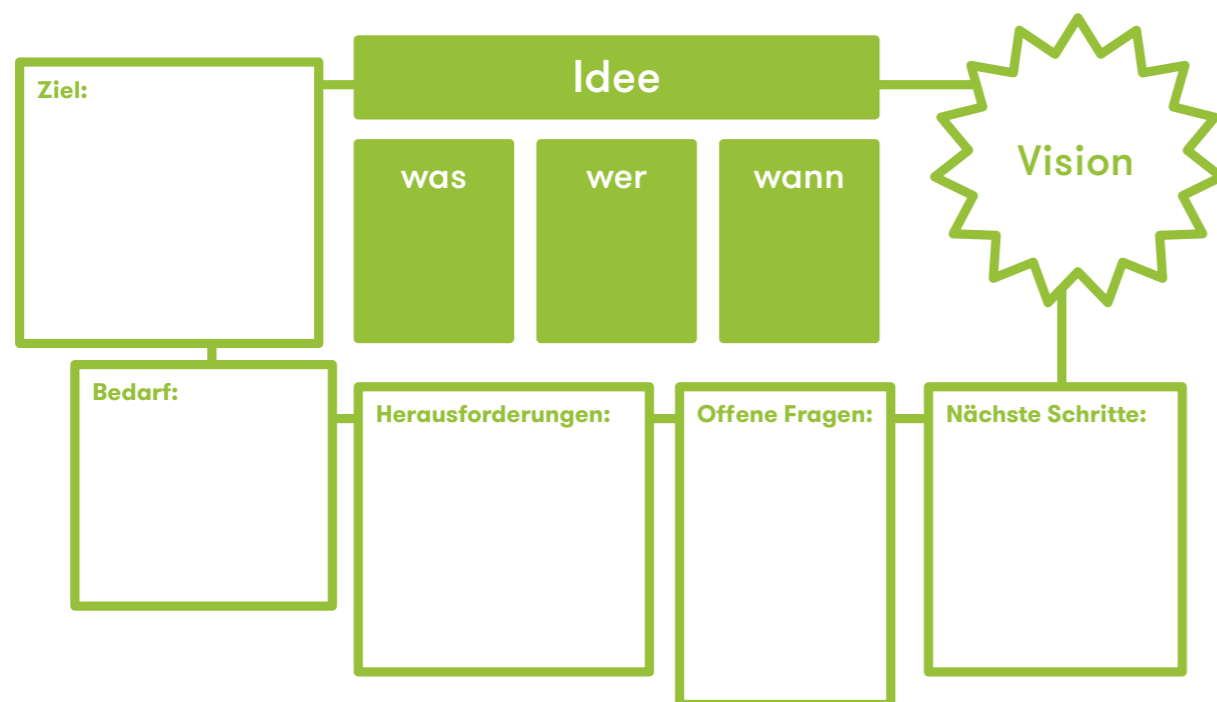 Idee
Ziel:
was
wer
wann
Vision
Bedarf:
Herausforderungen:
Offene Fragen:
Nächste Schritte: